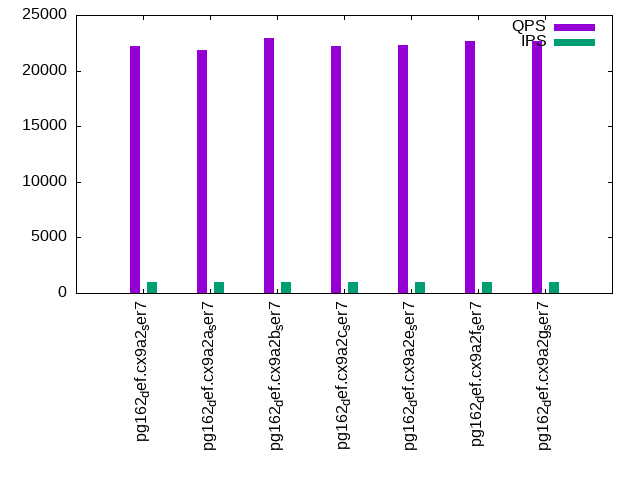 25000
20000
15000
10000
5000
0
QPS
IPS
pg162def.cx9a2ser7
pg162def.cx9a2aser7
pg162def.cx9a2bser7
pg162def.cx9a2cser7
pg162def.cx9a2eser7
pg162def.cx9a2fser7
pg162def.cx9a2gser7